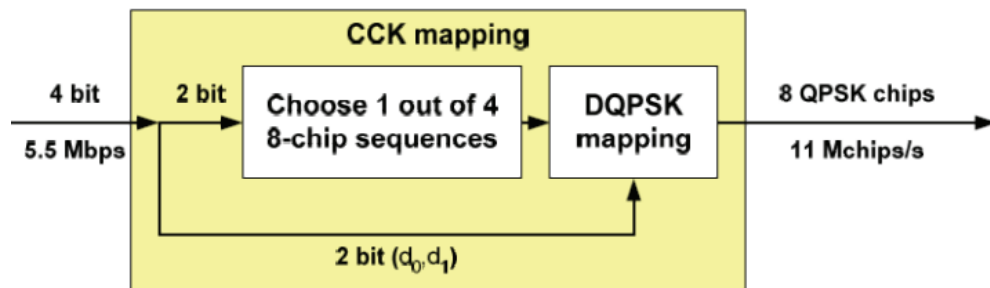 CCK mapping
4 bit
5.5 Mbps
2 bit
Choose 1 out of 4
8-chip sequences
DQPSK
mapping
8 QPSK chips
11 Mchips/s
2 bit (d₀,d₁)